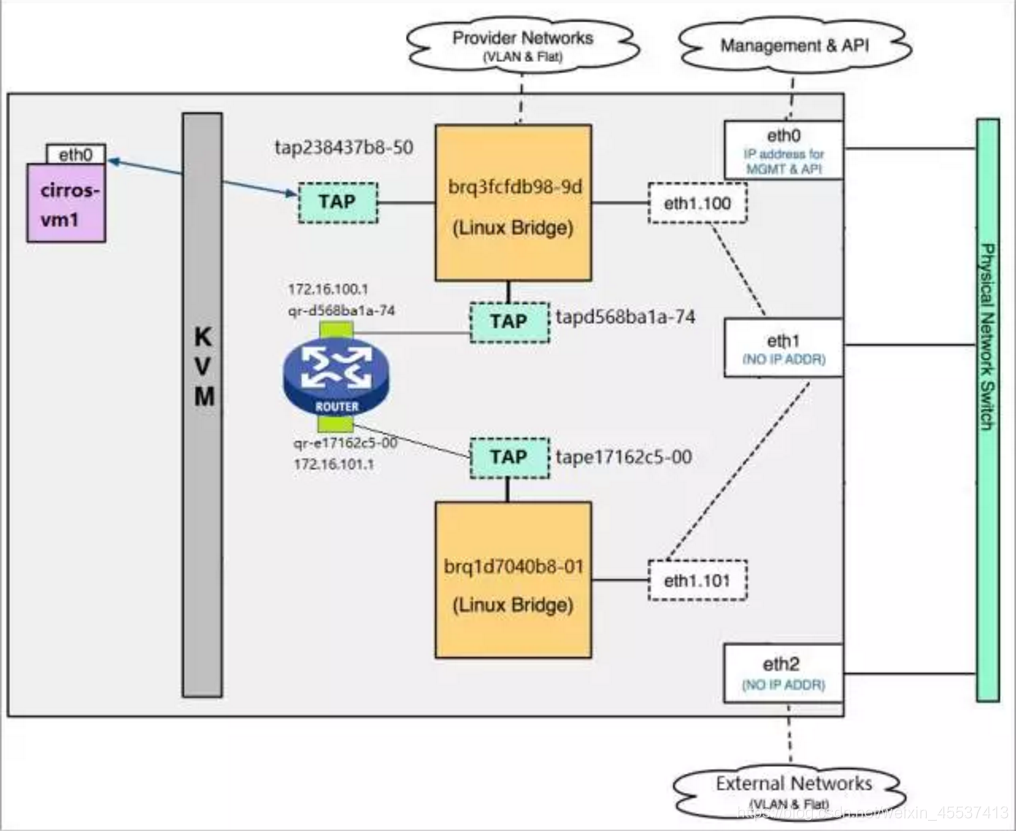 Provider Networks
(VLAN & Flat)
Management & API
eth0
IP address for
MGMT & API
eth0
cirros-
vm1
tap238437b8-50
TAP
brq3fcfdb98-9d
(Linux Bridge)
eth1.100
172.16.100.1
qr-d568ba1a-74
TAP
tapd568ba1a-74
K
V
M
ROUTER
eth1
(NO IP ADDR)
Physical Network Switch
qr-e17162c5-00
172.16.101.1
TAP
tape17162c5-00
brq1d7040b8-01
(Linux Bridge)
eth1.101
eth2
(NO IP ADDR)
External Networks
(VLAN & Flat)
https://blog.csdn.net/weixin_45537413